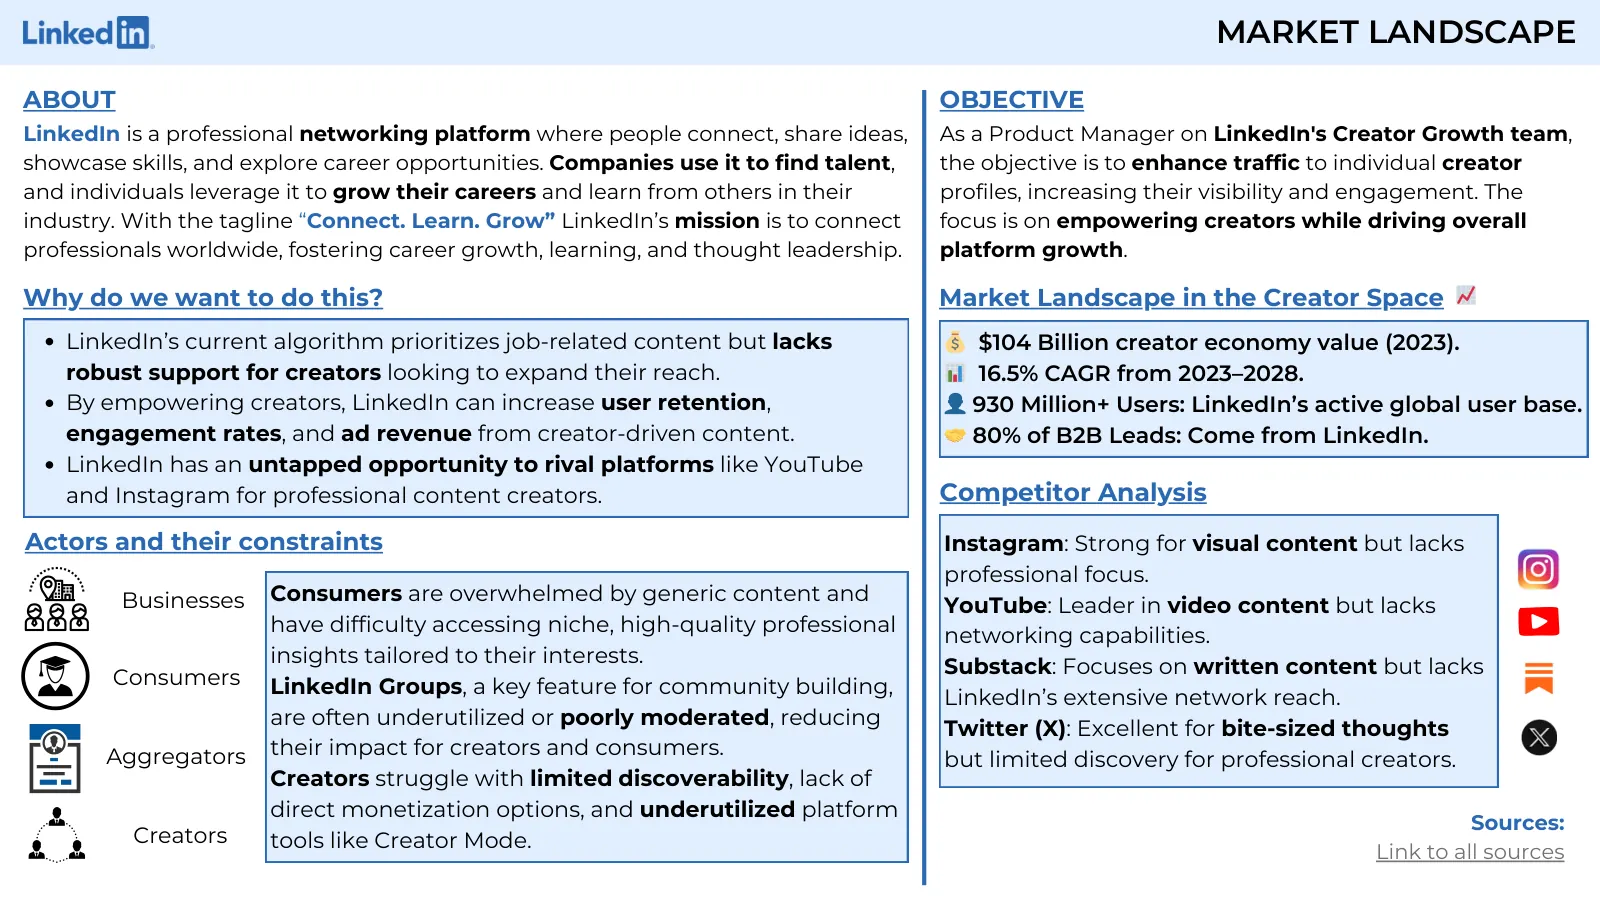 LinkedIn
MARKET LANDSCAPE
ABOUT
LinkedIn is a professional networking platform where people connect, share ideas,
showcase skills, and explore career opportunities. Companies use it to find talent,
and individuals leverage it to grow their careers and learn from others in their
industry. With the tagline “Connect. Learn. Grow” LinkedIn’s mission is to connect
professionals worldwide, fostering career growth, learning, and thought leadership.
Why do we want to do this?
• LinkedIn’s current algorithm prioritizes job-related content but lacks
robust support for creators looking to expand their reach.
• By empowering creators, LinkedIn can increase user retention,
engagement rates, and ad revenue from creator-driven content.
• LinkedIn has an untapped opportunity to rival platforms like YouTube
and Instagram for professional content creators.
Actors and their constraints
Businesses
Consumers
Aggregators
Creators
Consumers are overwhelmed by generic content and
have difficulty accessing niche, high-quality professional
insights tailored to their interests.
LinkedIn Groups, a key feature for community building,
are often underutilized or poorly moderated, reducing
their impact for creators and consumers.
Creators struggle with limited discoverability, lack of
direct monetization options, and underutilized platform
tools like Creator Mode.
OBJECTIVE
As a Product Manager on LinkedIn's Creator Growth team,
the objective is to enhance traffic to individual creator
profiles, increasing their visibility and engagement. The
focus is on empowering creators while driving overall
platform growth.
Market Landscape in the Creator Space
$104 Billion creator economy value (2023).
16.5% CAGR from 2023–2028.
930 Million+ Users: LinkedIn’s active global user base.
80% of B2B Leads: Come from LinkedIn.
Competitor Analysis
Instagram: Strong for visual content but lacks
professional focus.
YouTube: Leader in video content but lacks
networking capabilities.
Substack: Focuses on written content but lacks
LinkedIn’s extensive network reach.
Twitter (X): Excellent for bite-sized thoughts
but limited discovery for professional creators.
Sources:
Link to all sources